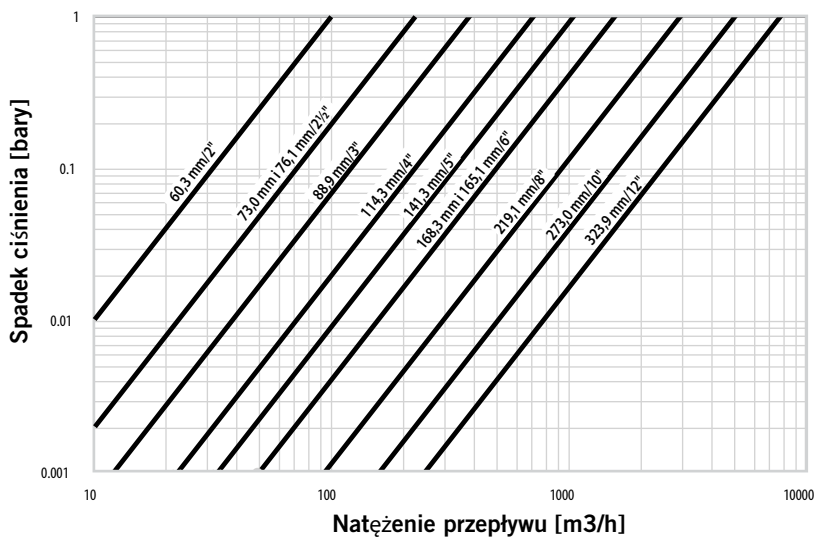 1
0.1
0.01
0.001
Spadek ciśnienia [bary]
60,3 mm/2"
73,0 mm i 76,1 mm/2½"
88,9 mm/3"
114,3 mm/4"
141,3 mm/5"
168,3 mm i 165,1 mm/6"
219,1 mm/8"
273,0 mm/10"
323,9 mm/12"
10
100
1000
10000
Natężenie przepływu [m3/h]